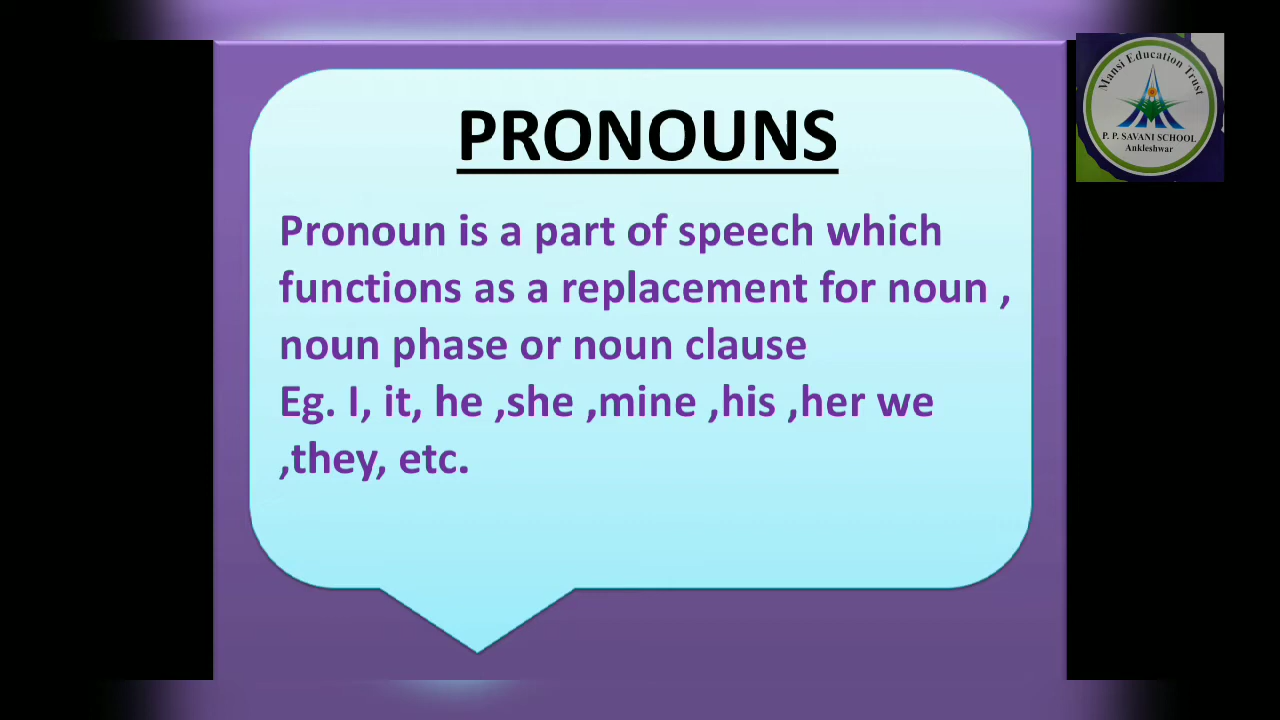 PRONOUNS
Pronoun is a part of speech which
functions as a replacement for noun ,
noun phase or noun clause
Eg. I, it, he ,she ,mine ,his ,her we
,they, etc.
Mansi Education Trust
P. P. SAVANI SCHOOL
Ankleshwar